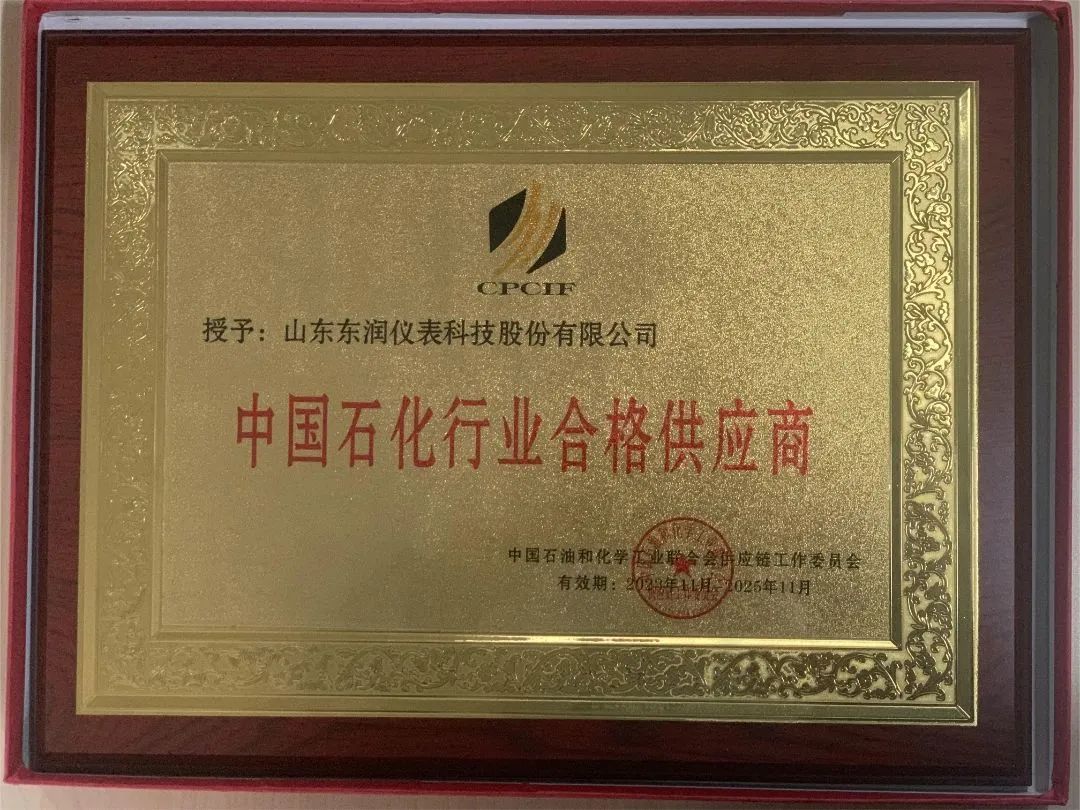 CPCIF
授予：山东东润仪表科技股份有限公司
中国石化行业合格供应商
中国石油和化学工业联合会供应链工作委员会
有效期：2023年11月-2025年11月